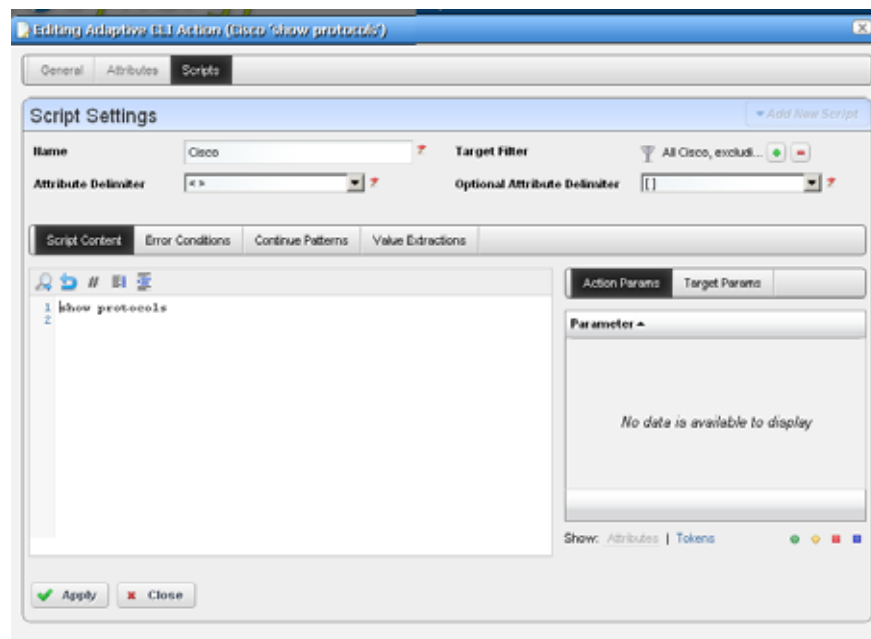 Editing Adaptive CLI Action (Cisco 'show protocols')
General Attributes Scripts
Script Settings
Add New Script
Name Cisco ? Target Filter All Cisco, excludi...
Attribute Delimiter <> ? Optional Attribute Delimiter [] ?
Script Content Error Conditions Continue Patterns Value Extractions
Action Params Target Params
1 show protocols
2
Parameter
No data is available to display
Show: Attributes | Tokens
Apply Close